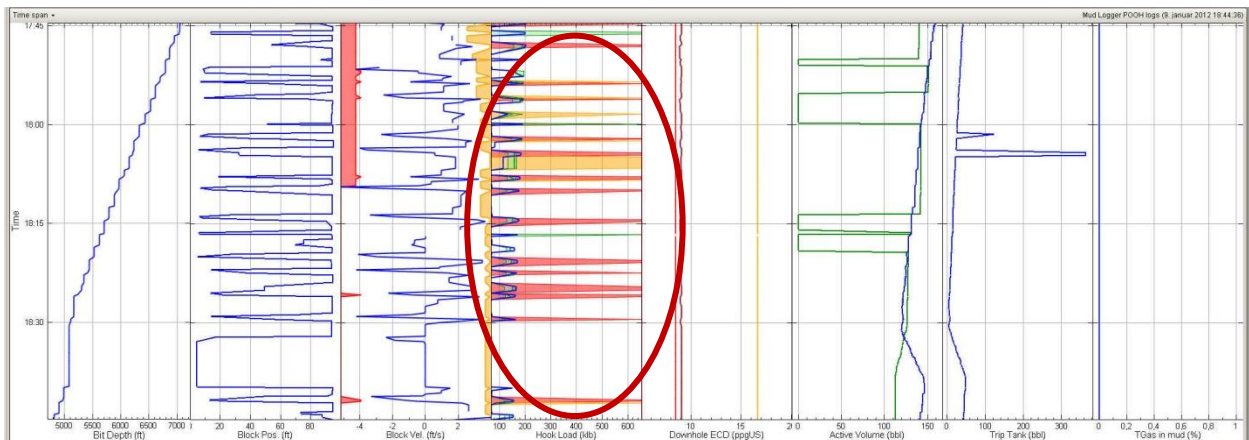 Time span
Mud Logger POOH logs (9. januar 2012 18:44:36)
17:45
18:00
18:15
18:30
Time
5000 5500 6000 6500 7000
0 20 40 60 80
-4 -2 0 2
100 200 300 400 500 600
10 15 20
0 50 100 150
0 100 200 300
0 0.2 0.4 0.6 0.8 1
Bit Depth (ft)
Block Pos. (ft)
Block Vel. (ft/s)
Hook Load (klb)
Downhole ECD (ppgUS)
Active Volume (bbl)
Trip Tank (bbl)
TGas in mud (%)